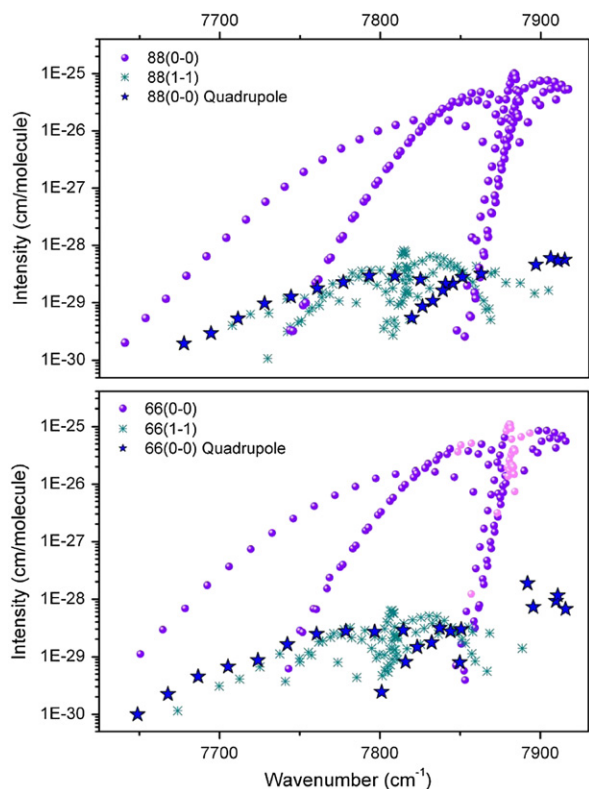 7700 7800 7900
88(0-0)
88(1-1)
88(0-0) Quadrupole
1E-25
1E-26
1E-27
1E-28
1E-29
1E-30
Intensity (cm/molecule)
66(0-0)
66(1-1)
66(0-0) Quadrupole
1E-25
1E-26
1E-27
1E-28
1E-29
1E-30
Intensity (cm/molecule)
7700 7800 7900
Wavenumber (cm⁻¹)